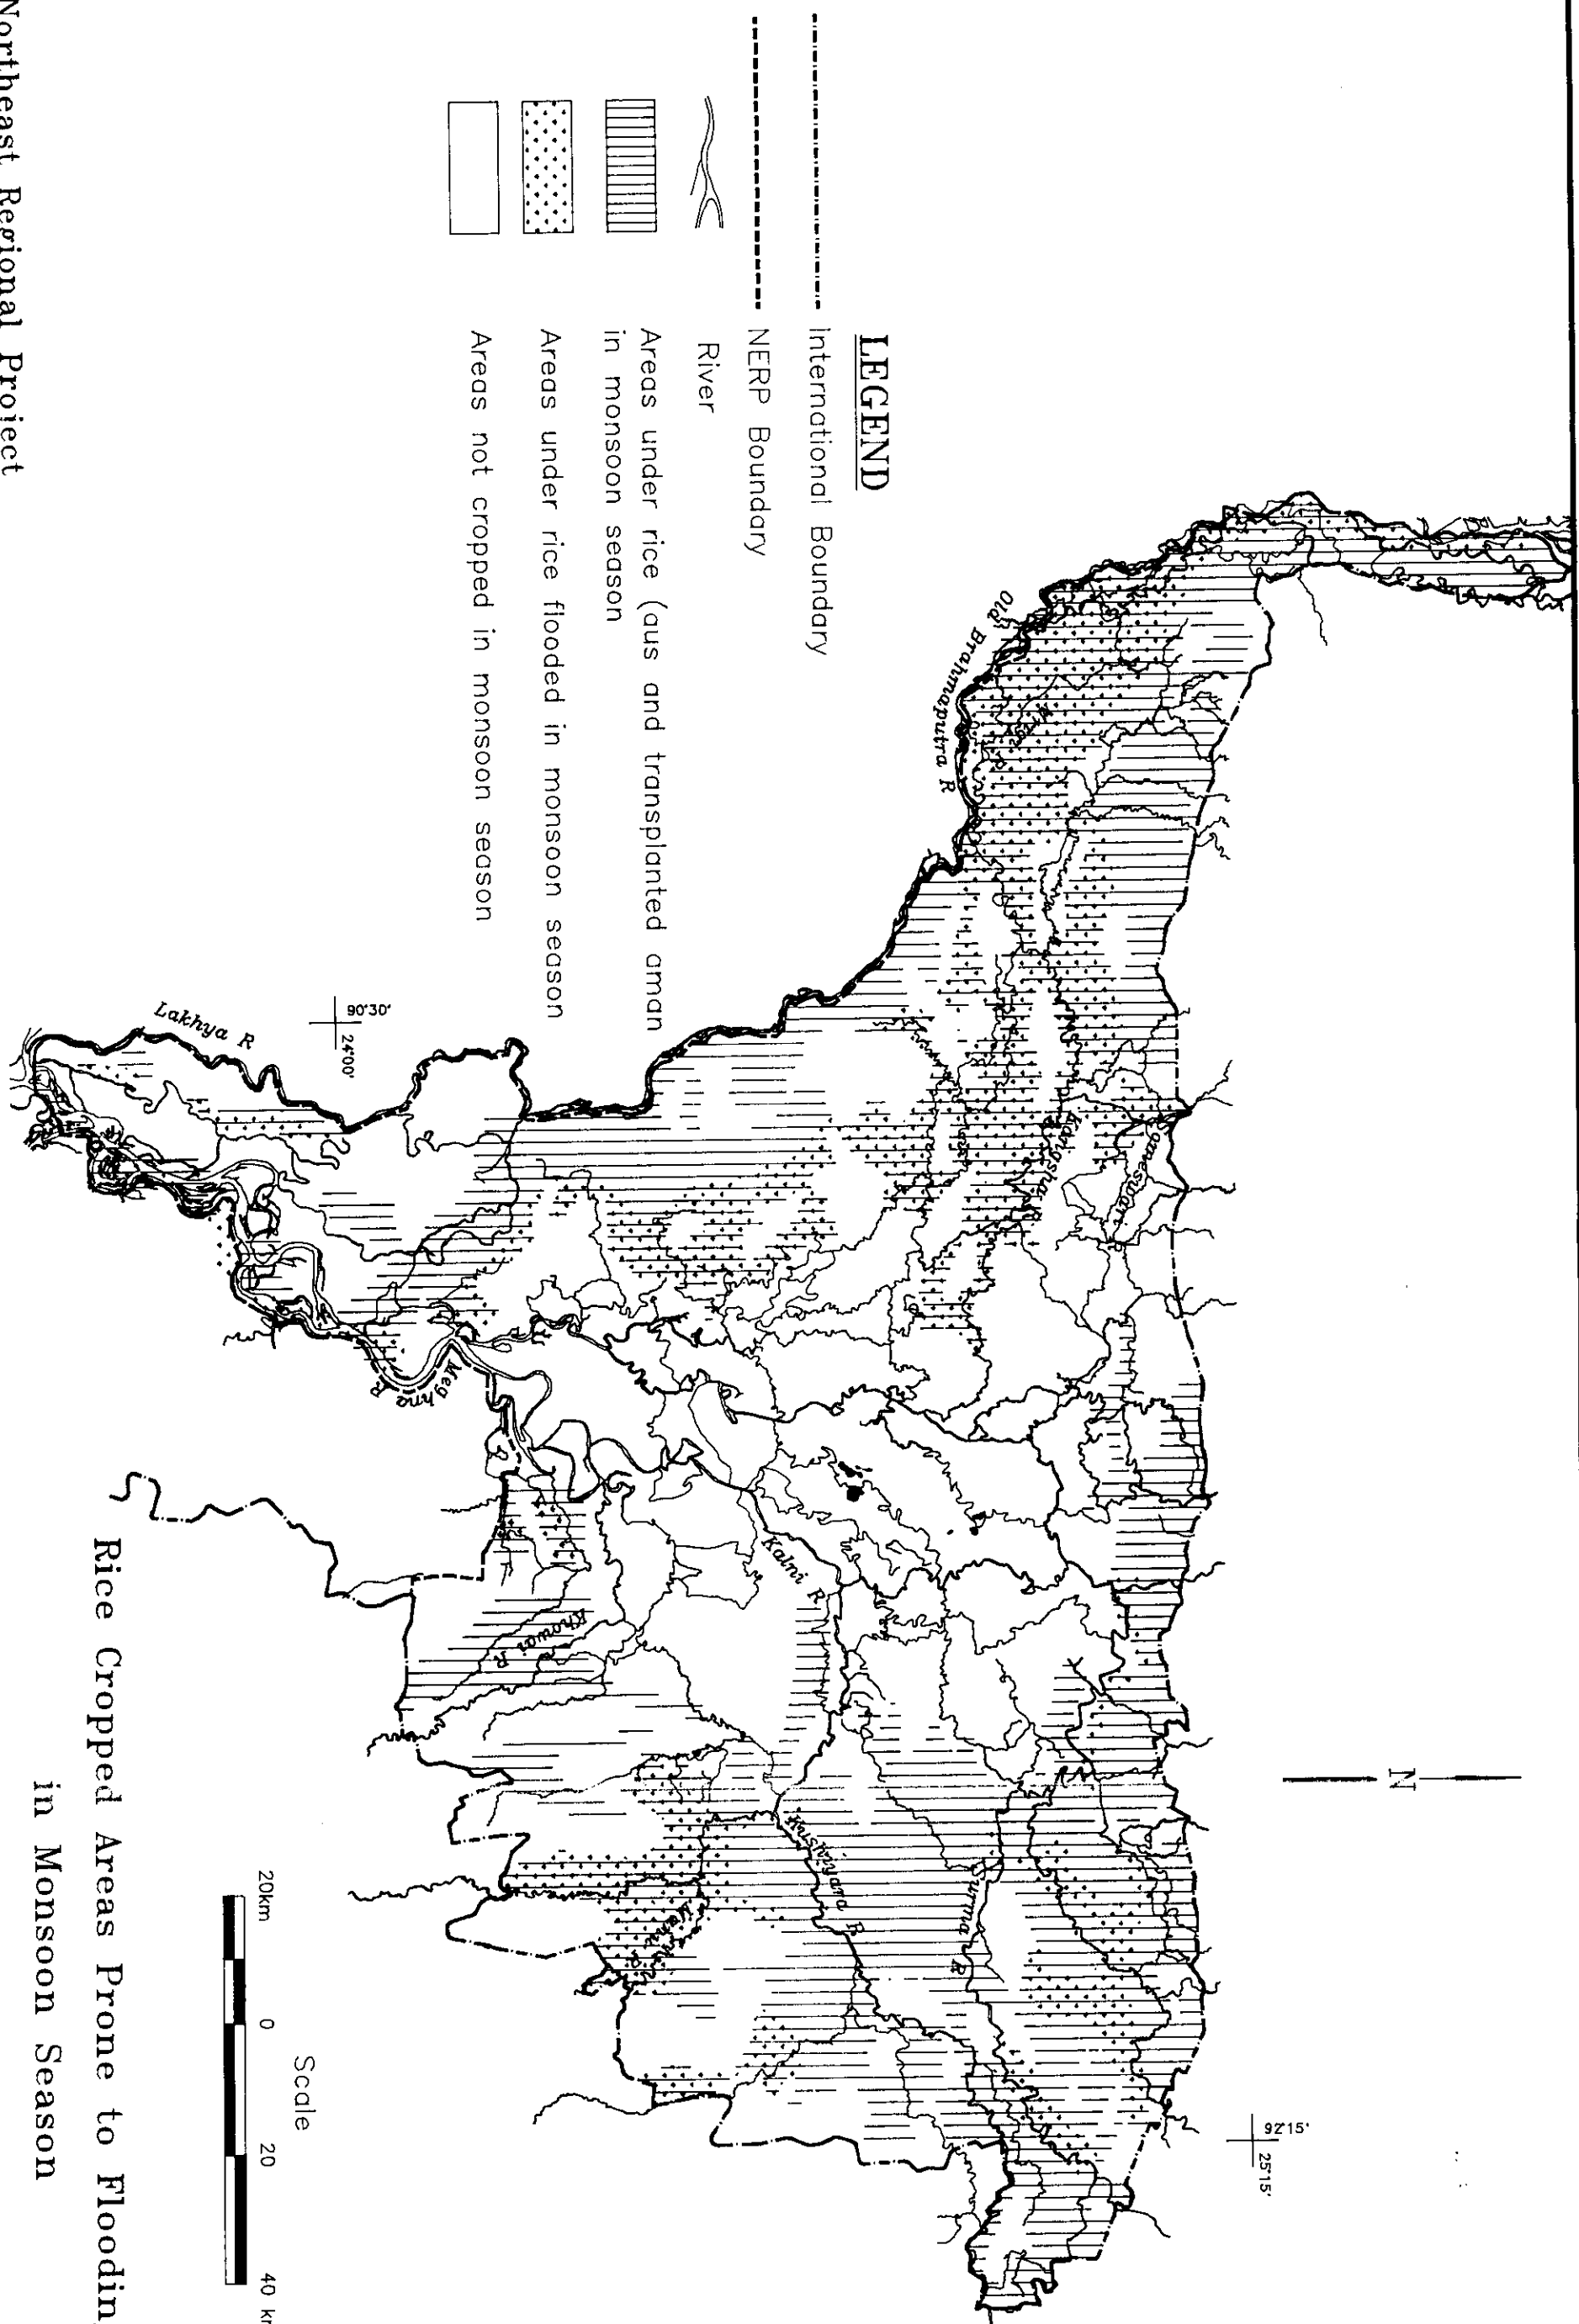 LEGEND
International Boundary
NERP Boundary
River
Areas under rice (aus and transplanted aman
in monsoon season
Areas under rice flooded in monsoon season
Areas not cropped in monsoon season
Old Brahmaputra R
Kangsha R
Someswari
Lakhya R
90°30'
24°00'
Meghna
R
Kalni R
Khowai R
Kushiyara R
Surma R
Manu R
N
92°15'
25°15'
Scale
20km 0 20 40
Rice Cropped Areas Prone to
in Monsoon Season
Northeast Regional Project